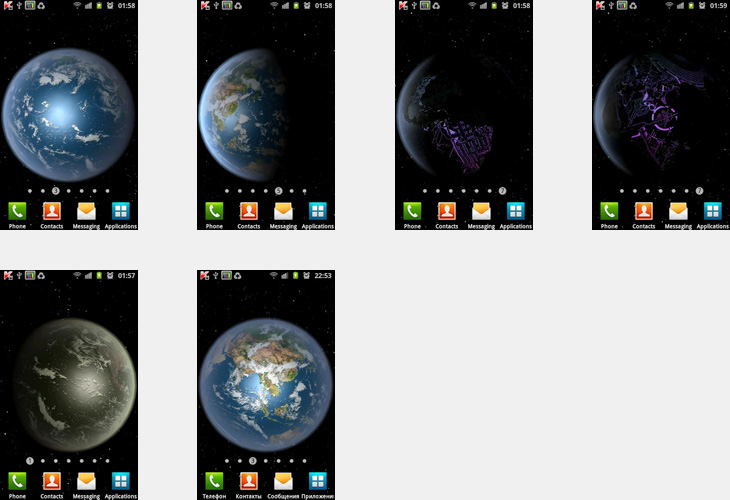 01:58
01:58
01:58
01:59
3
5
7
7
Phone Contacts Messaging Applications
Phone Contacts Messaging Applications
Phone Contacts Messaging Applications
Phone Contacts Messaging Applications
01:57
22:53
1
3
Phone Contacts Messaging Applications
Телефон Контакты Сообщения Приложени